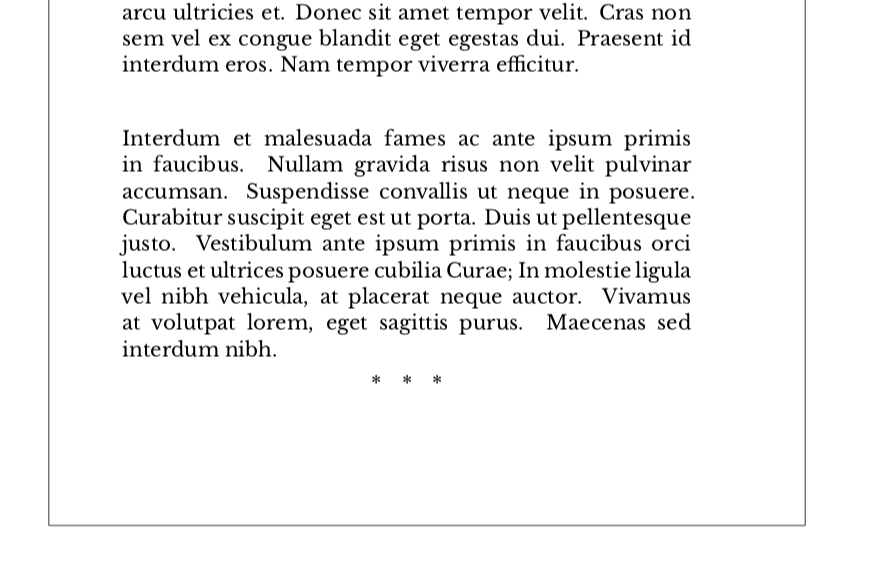 arcu ultricies et. Donec sit amet tempor velit. Cras non
sem vel ex congue blandit eget egestas dui. Praesent id
interdum eros. Nam tempor viverra efficitur.
Interdum et malesuada fames ac ante ipsum primis
in faucibus. Nullam gravida risus non velit pulvinar
accumsan. Suspendisse convallis ut neque in posuere.
Curabitur suscipit eget est ut porta. Duis ut pellentesque
justo. Vestibulum ante ipsum primis in faucibus orci
luctus et ultrices posuere cubilia Curae; In molestie ligula
vel nibh vehicula, at placerat neque auctor. Vivamus
at volutpat lorem, eget sagittis purus. Maecenas sed
interdum nibh.
* * *